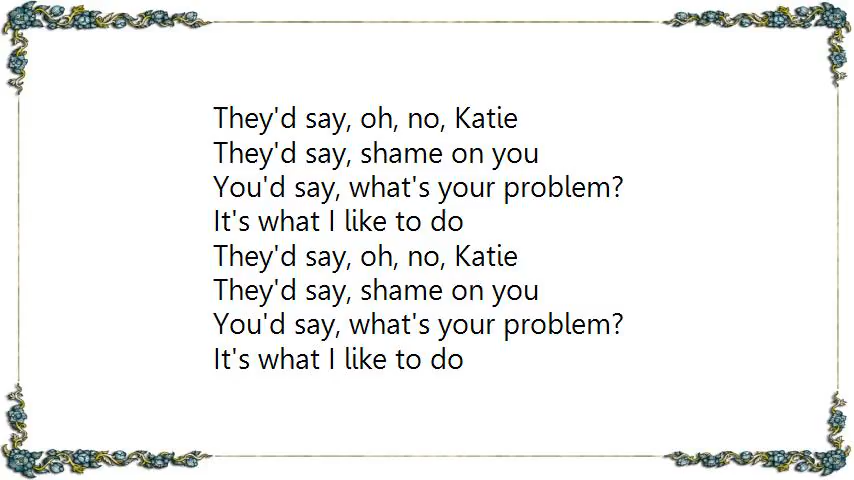 They'd say, oh, no, Katie
They'd say, shame on you
You'd say, what's your problem?
It's what I like to do
They'd say, oh, no, Katie
They'd say, shame on you
You'd say, what's your problem?
It's what I like to do